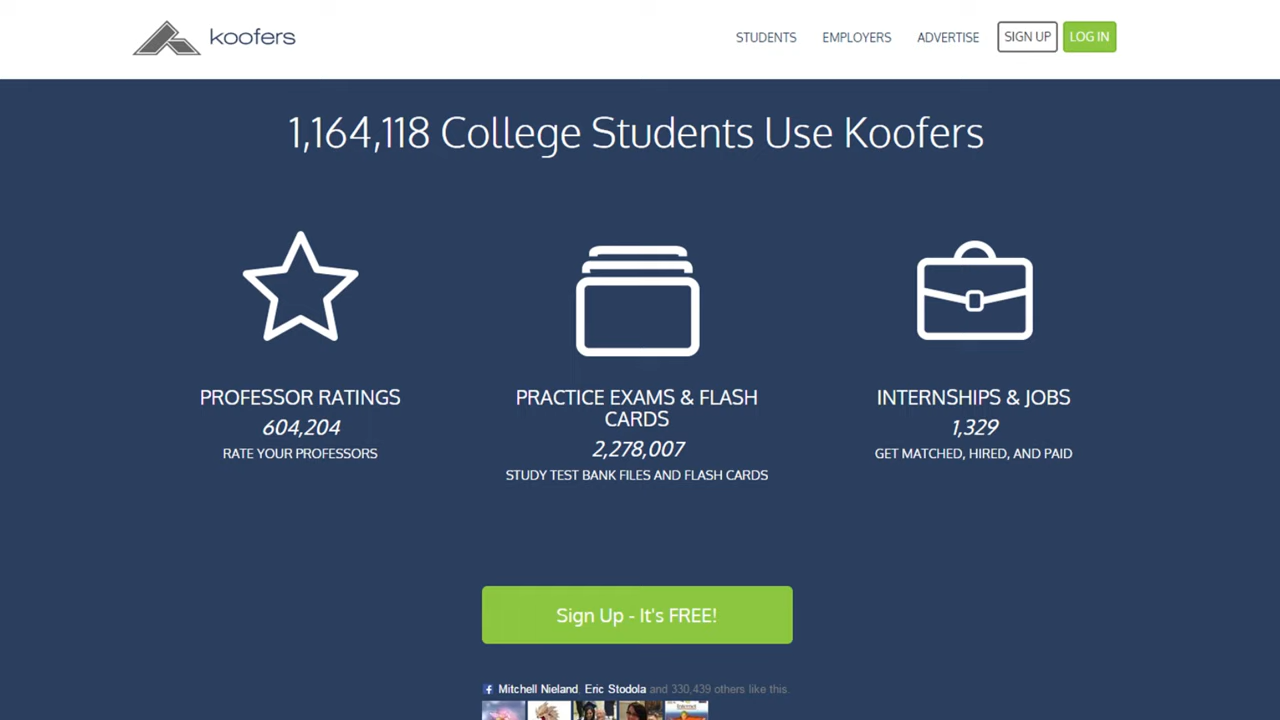 koofers
STUDENTS EMPLOYERS ADVERTISE SIGN UP LOG IN
1,164,118 College Students Use Koofers
PROFESSOR RATINGS
604,204
RATE YOUR PROFESSORS
PRACTICE EXAMS & FLASH
CARDS
2,278,007
STUDY TEST BANK FILES AND FLASH CARDS
INTERNSHIPS & JOBS
1,329
GET MATCHED, HIRED, AND PAID
Sign Up - It's FREE!
Mitchell Nieland, Eric Stodola and 330,439 others like this.